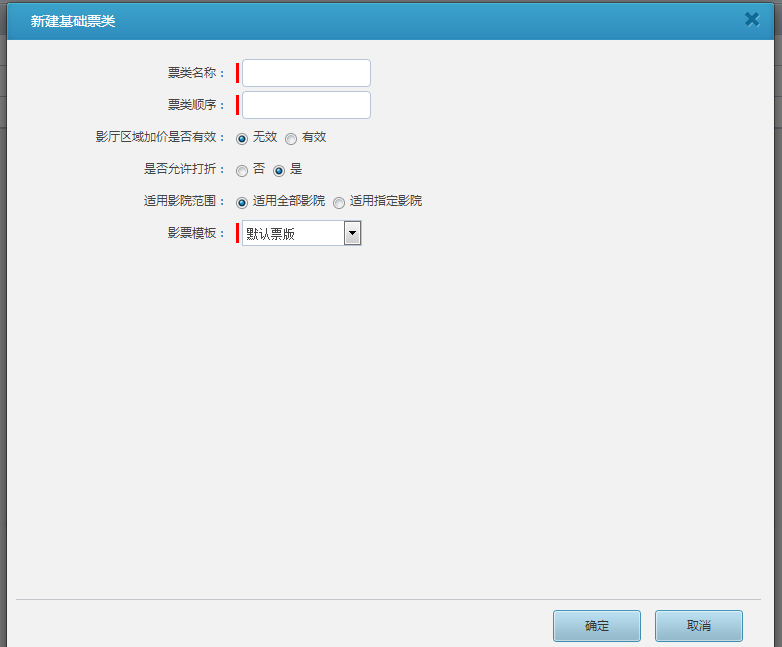 新建基础票类
票类名称：
票类顺序：
影厅区域加价是否有效： 无效 有效
是否允许打折： 否 是
适用影院范围： 适用全部影院 适用指定影院
影票模板： 默认票版
确定 取消